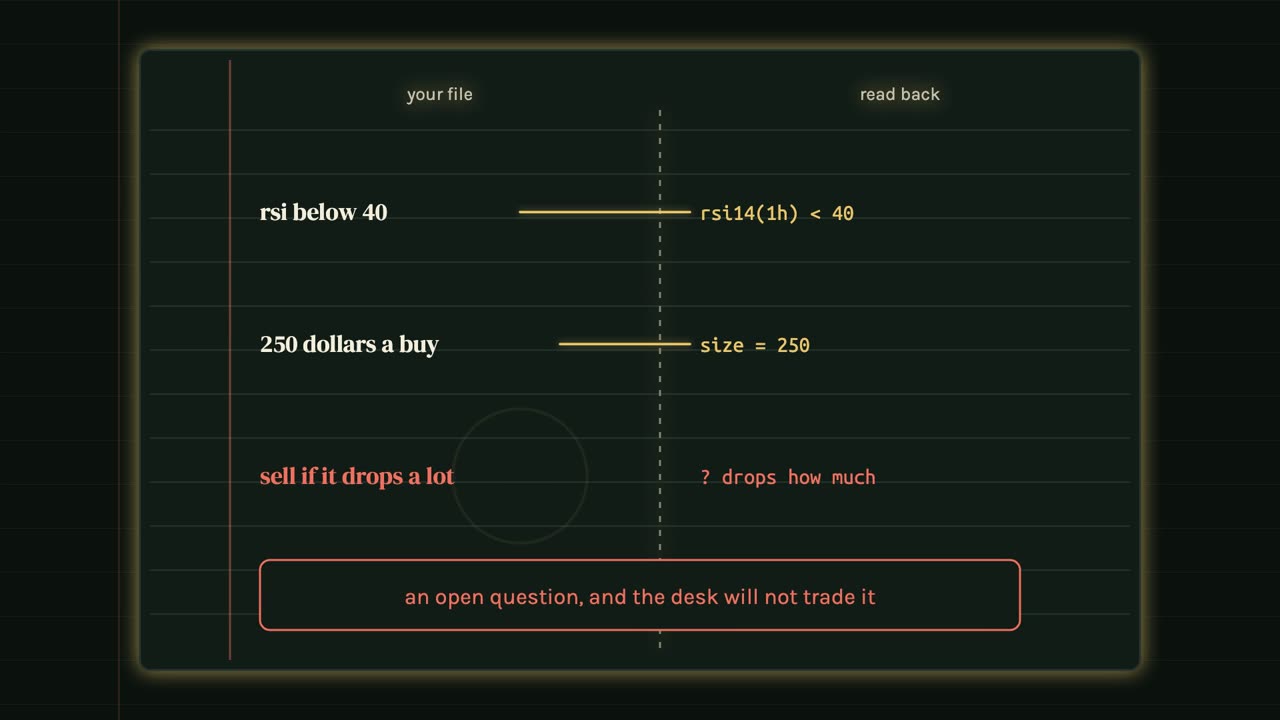 your file
read back
rsi below 40
rsi14(1h) < 40
250 dollars a buy
size = 250
sell if it drops a lot
? drops how much
an open question, and the desk will not trade it